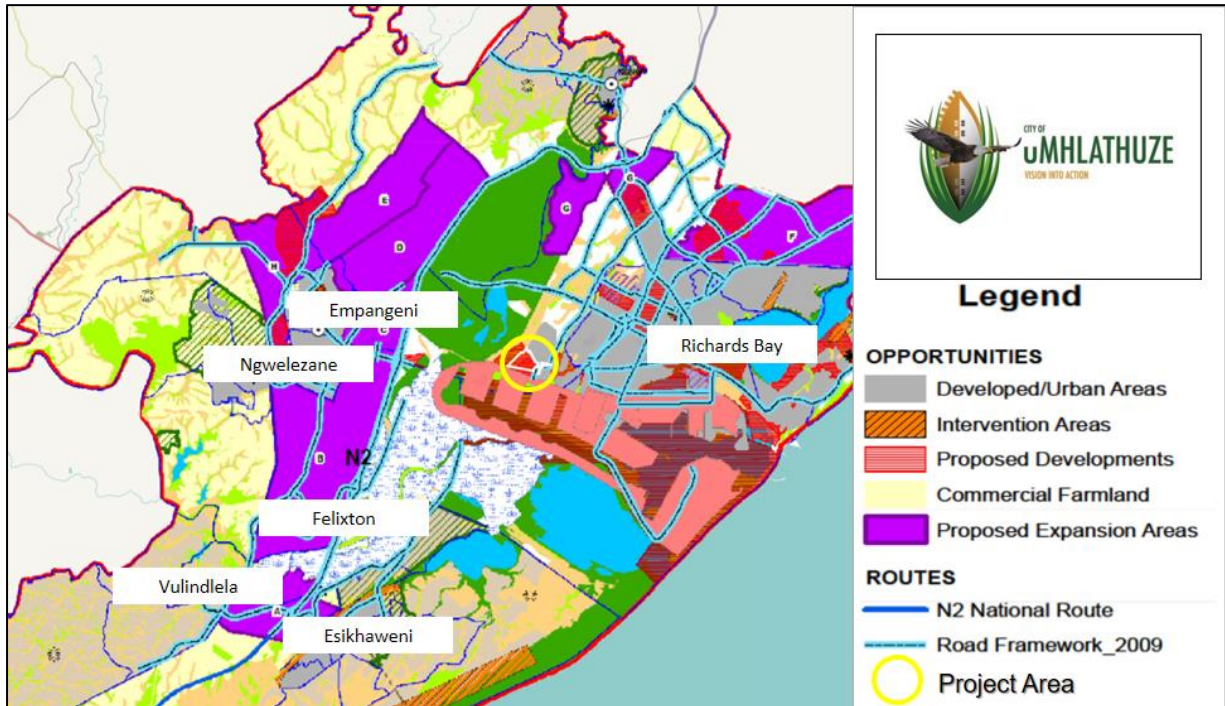 E
D
G
G
F
H
C
B
A
N2
Empangeni
Ngwelezane
Richards Bay
Felixton
Vulindlela
Esikhaweni
CITY OF
uMHLATHUZE
VISION INTO ACTION
Legend
OPPORTUNITIES
Developed/Urban Areas
Intervention Areas
Proposed Developments
Commercial Farmland
Proposed Expansion Areas
ROUTES
N2 National Route
Road Framework_2009
Project Area